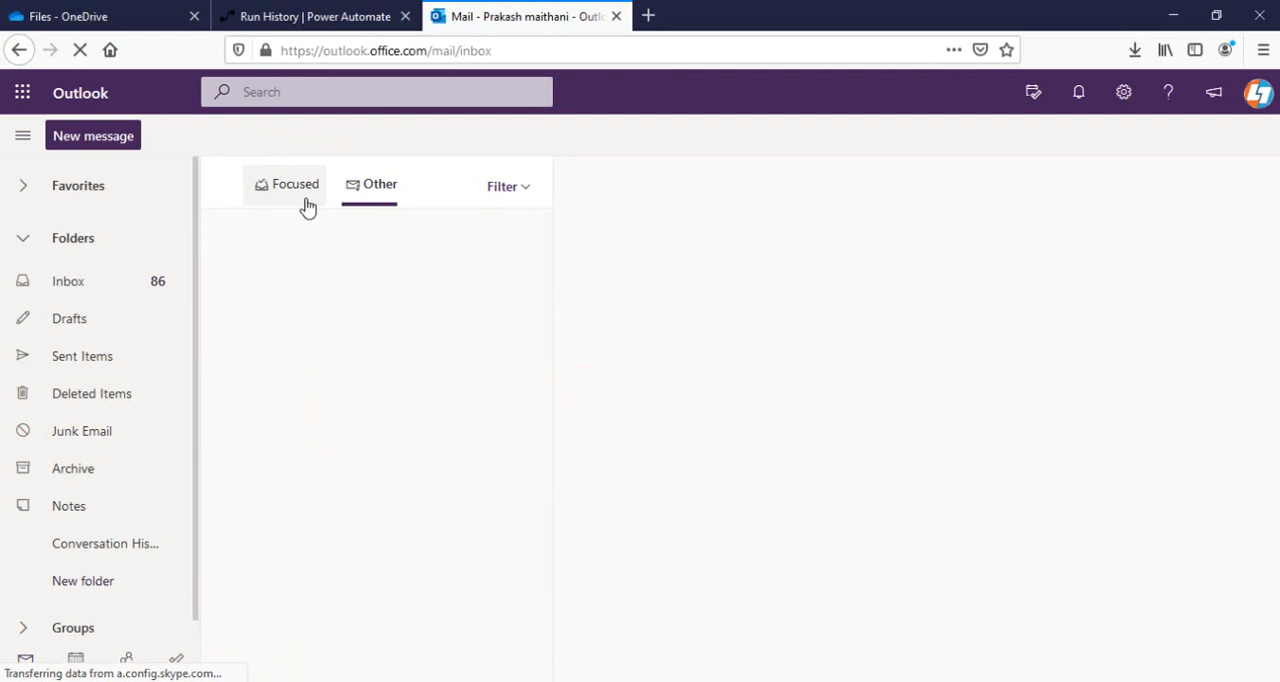 Files - OneDrive
Run History | Power Automate
Mail - Prakash maithani - Outlo
https://outlook.office.com/mail/inbox
Outlook
Search
New message
Favorites
Focused
Other
Filter
Folders
Inbox 86
Drafts
Sent Items
Deleted Items
Junk Email
Archive
Notes
Conversation His...
New folder
Groups
Transferring data from a.config.skype.com...